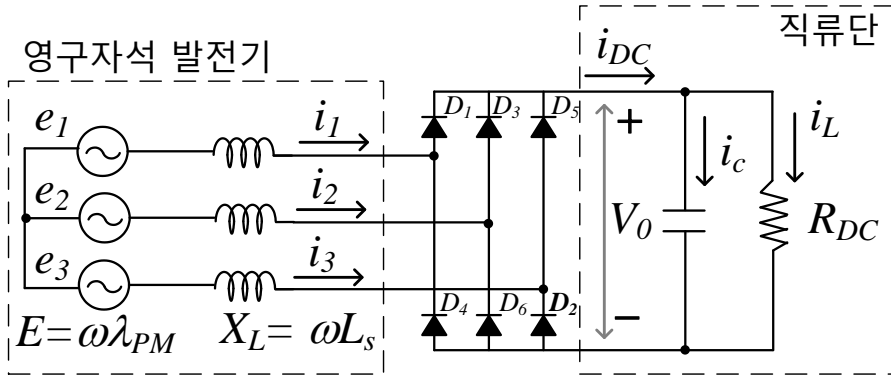 직류단
영구자석 발전기
i_DC
e_1
i_1
D_1
D_3
D_5
i_L
+
i_c
e_2
i_2
V_0
R_DC
e_3
i_3
D_4
D_6
D_2
−
E=ωλ_PM
X_L= ωL_s